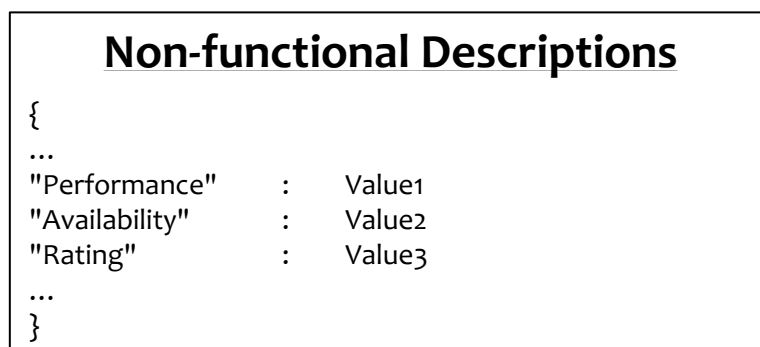 Non-functional Descriptions
{
...
"Performance" : Value1
"Availability" : Value2
"Rating" : Value3
...
}